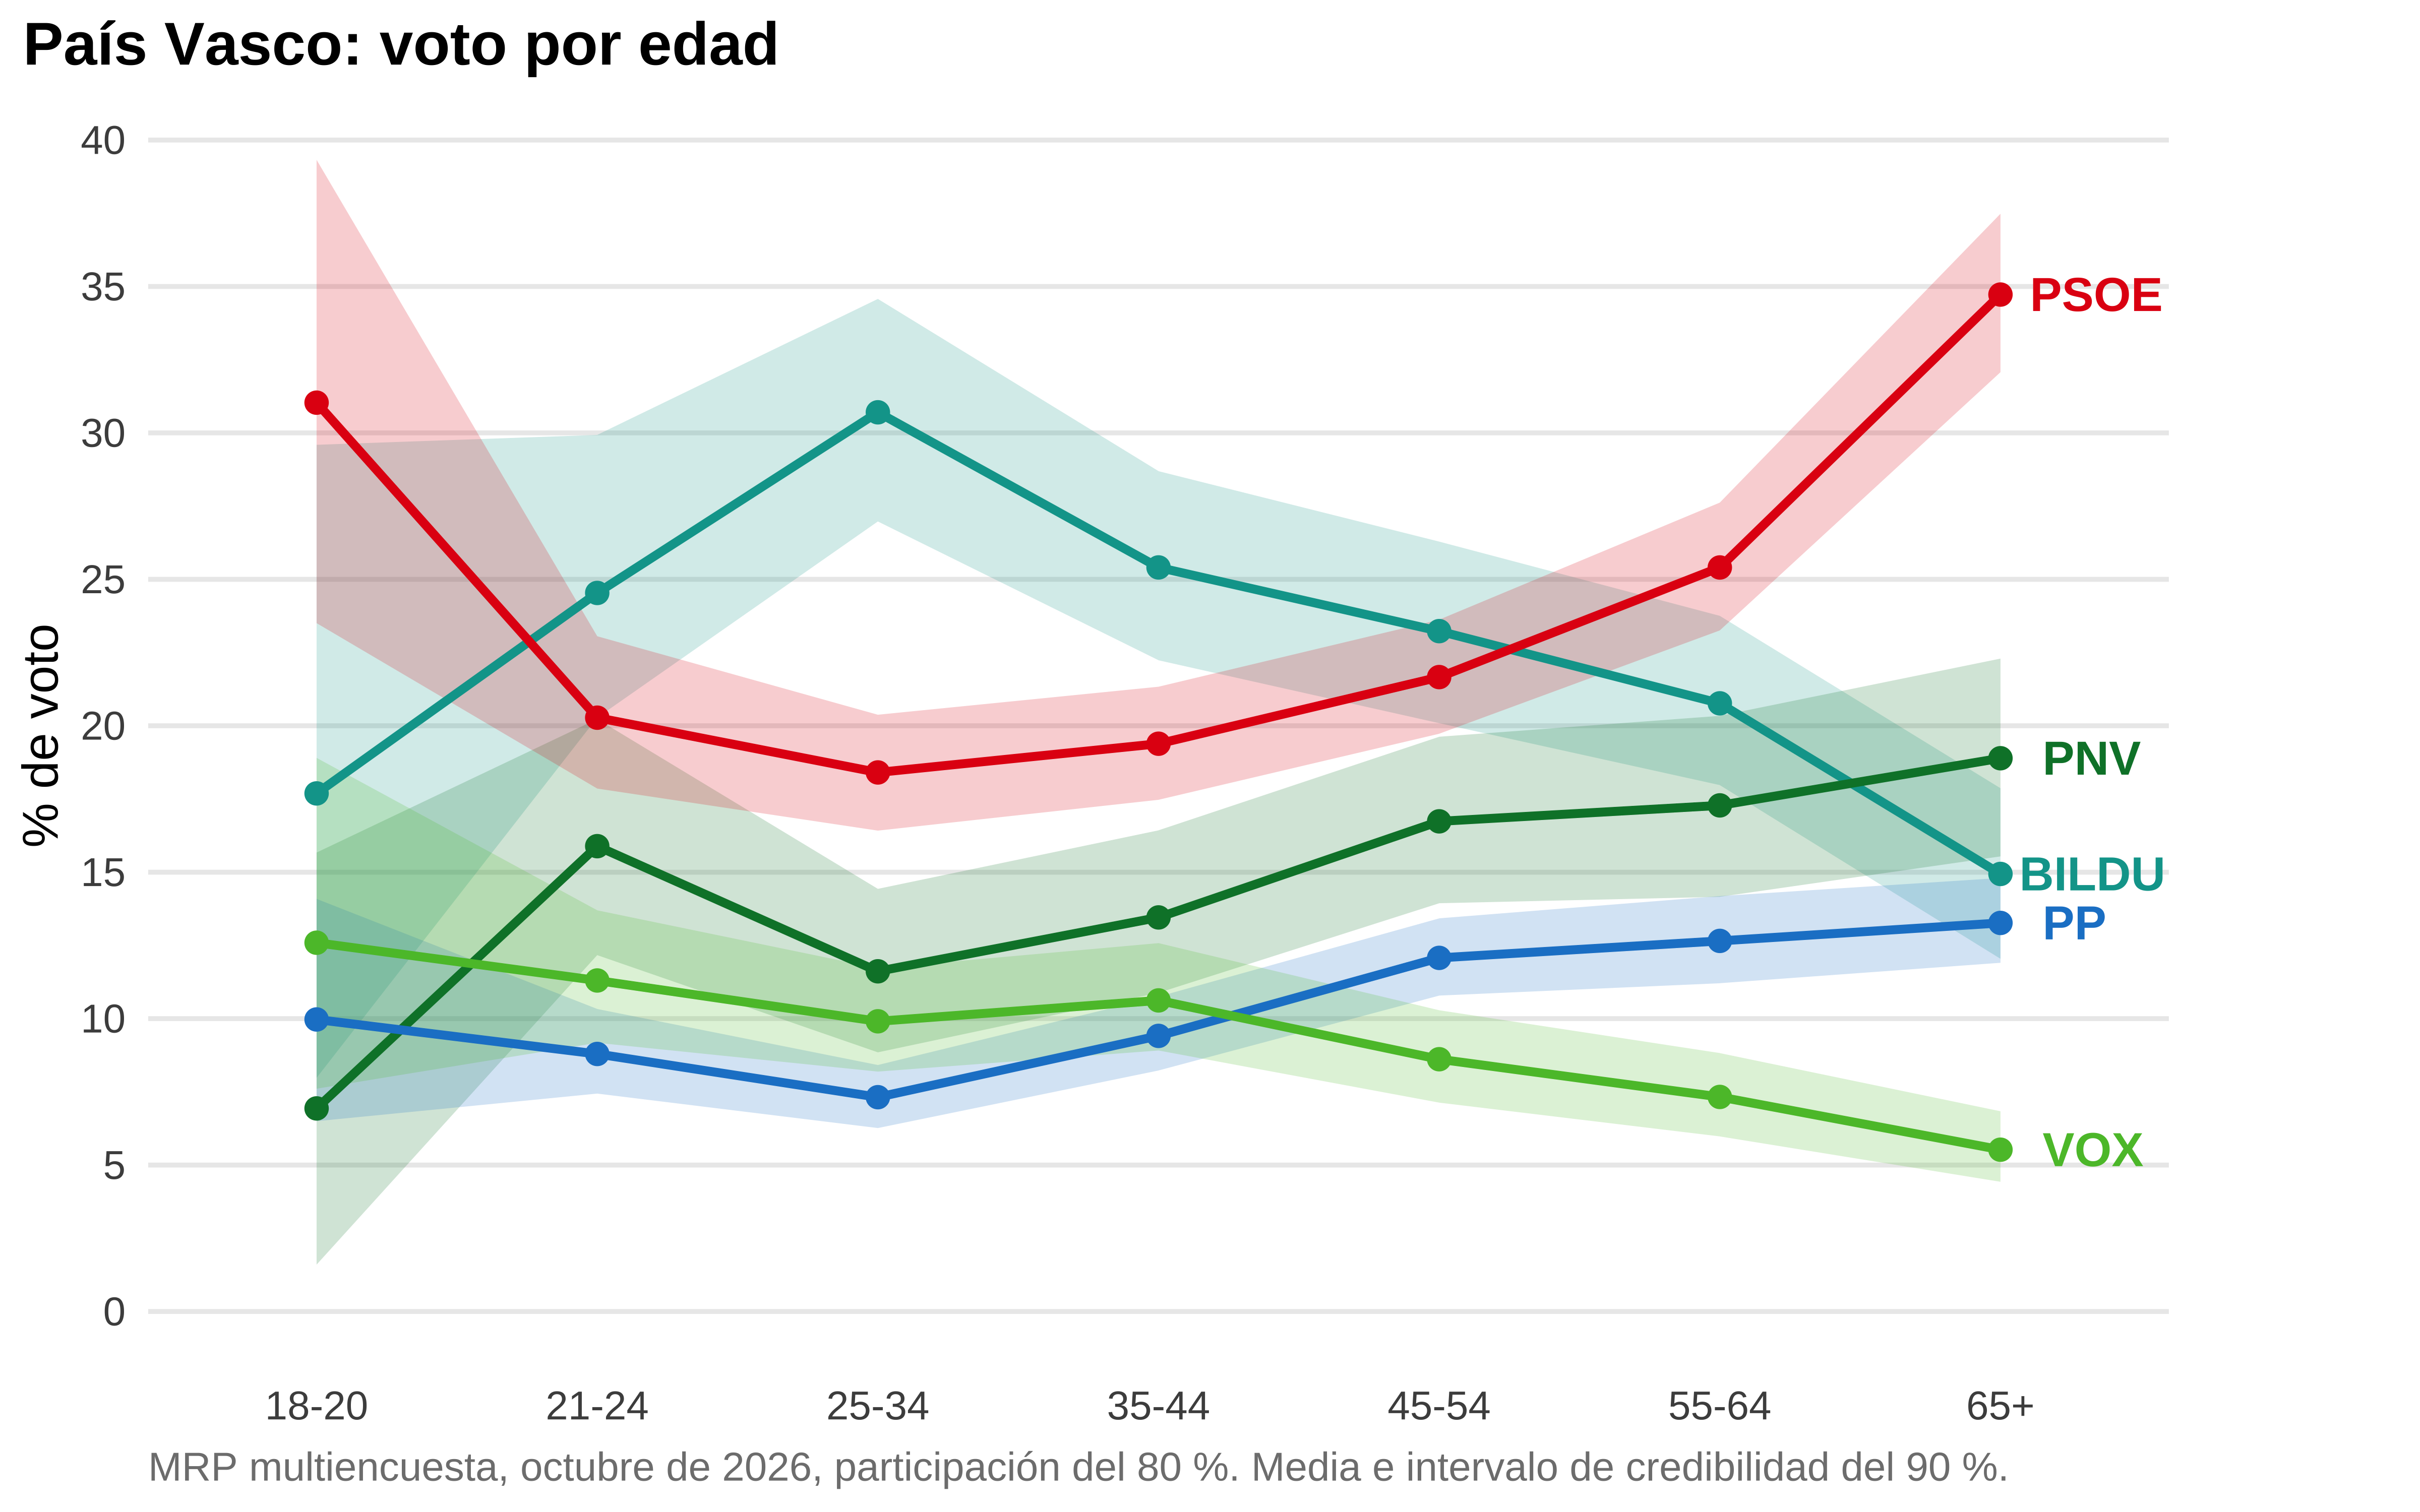 País Vasco: voto por edad
% de voto
40
35
30
25
20
15
10
5
0
PSOE
PNV
BILDU
PP
VOX
18-20 21-24 25-34 35-44 45-54 55-64 65+
MRP multiencuesta, octubre de 2026, participación del 80 %. Media e intervalo de credibilidad del 90 %.